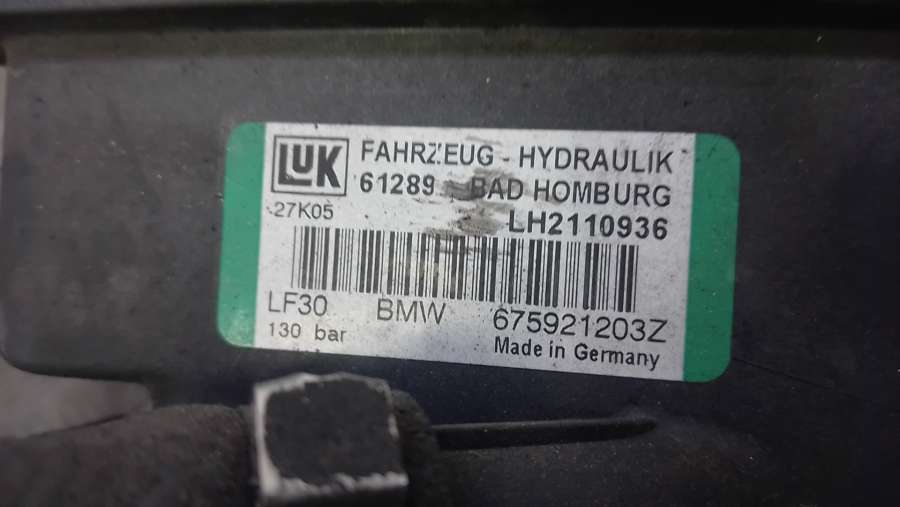 LUK
FAHRZEUG - HYDRAULIK
61289 BAD HOMBURG
27K05
LH2110936
LF30 BMW 675921203Z
130 bar
Made in Germany